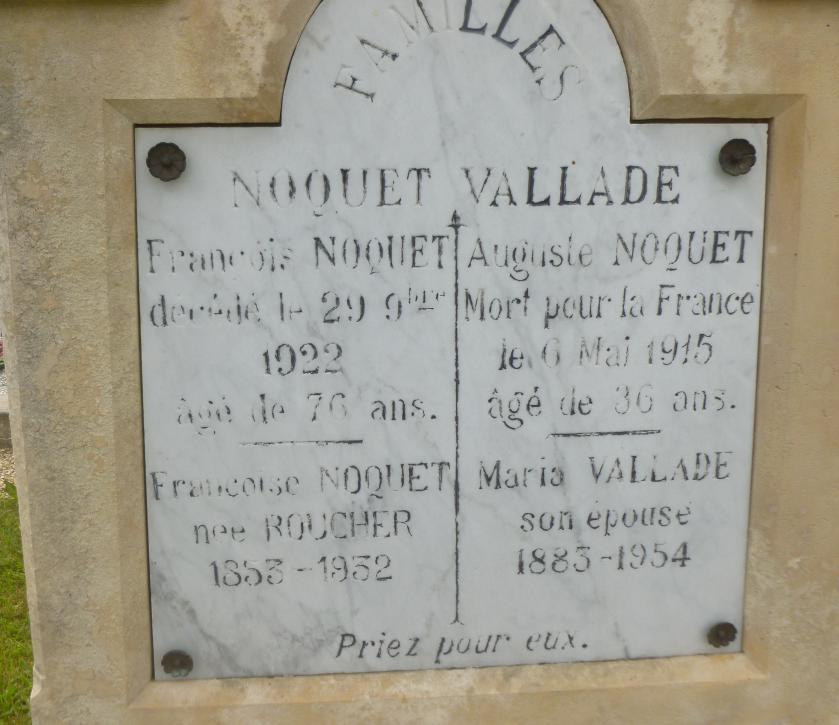 FAMILLES
NOQUET VALLADE
François NOQUET
décédé le 29 9bre
1922
âgé de 76 ans.
Françoise NOQUET
née ROUCHER
1853-1932
Auguste NOQUET
Mort pour la France
le 6 Mai 1915
âgé de 36 ans.
Maria VALLADE
son épouse
1883-1954
Priez pour eux.